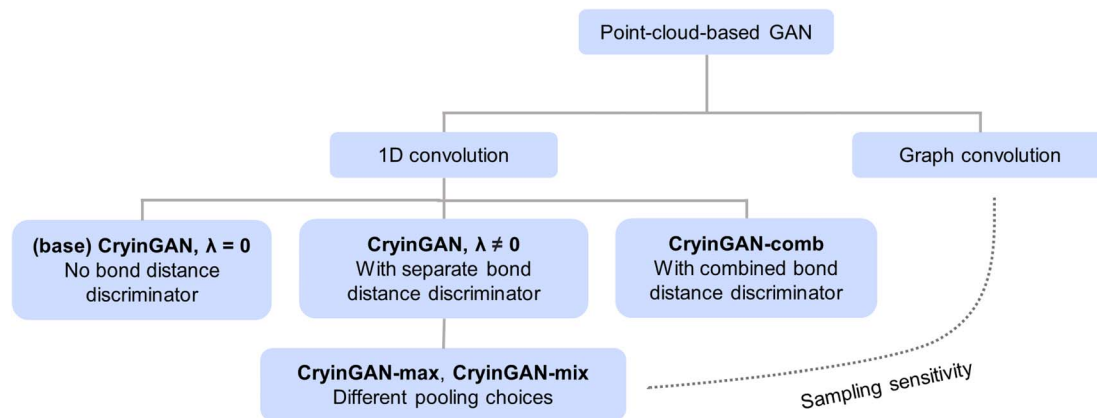 Point-cloud-based GAN
1D convolution
Graph convolution
(base) CryinGAN, λ = 0
No bond distance
discriminator
CryinGAN, λ ≠ 0
With separate bond
distance discriminator
CryinGAN-comb
With combined bond
distance discriminator
CryinGAN-max, CryinGAN-mix
Different pooling choices
Sampling sensitivity